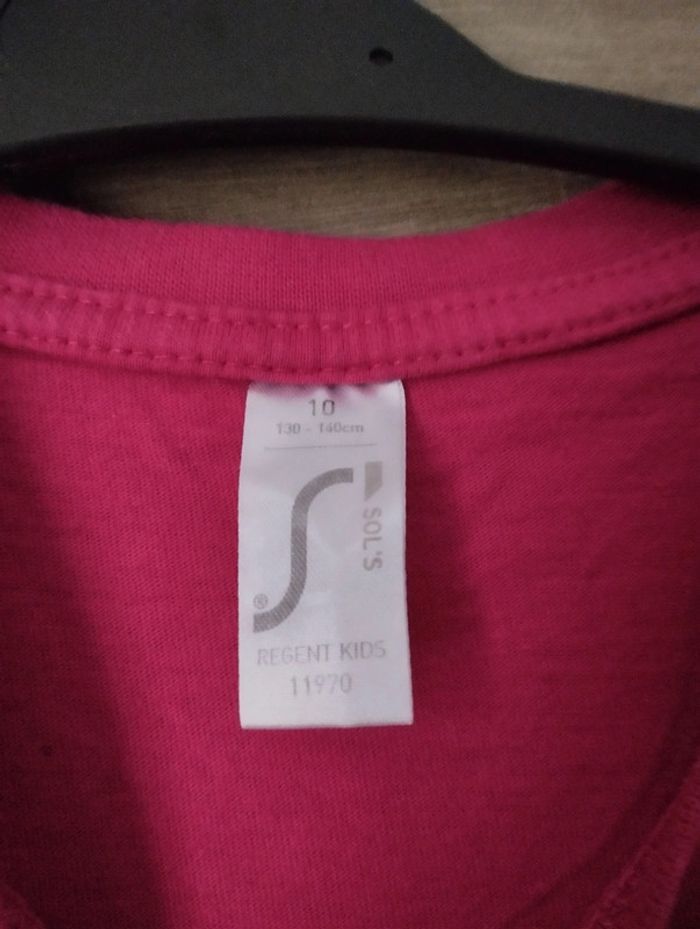 10
130 - 140cm
SOL'S
®
REGENT KIDS
11970